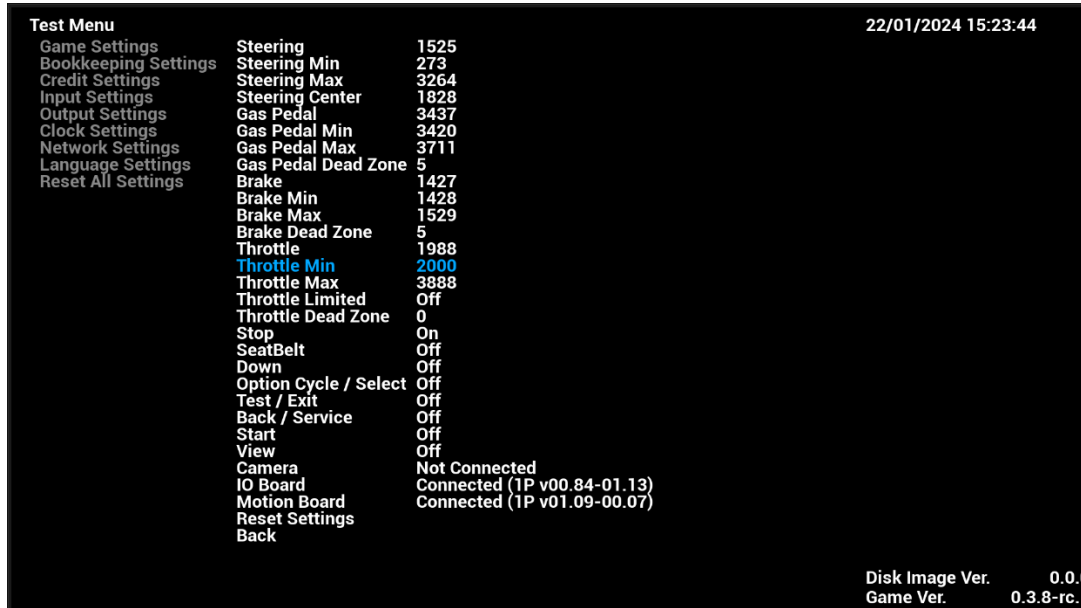 Test Menu 22/01/2024 15:23:44
Game Settings Steering 1525
Bookkeeping Settings Steering Min 273
Credit Settings Steering Max 3264
Input Settings Steering Center 1828
Output Settings Gas Pedal 3437
Clock Settings Gas Pedal Min 3420
Network Settings Gas Pedal Max 3711
Language Settings Gas Pedal Dead Zone 5
Reset All Settings Brake 1427
Brake Min 1428
Brake Max 1529
Brake Dead Zone 5
Throttle 1988
Throttle Min 2000
Throttle Max 3888
Throttle Limited Off
Throttle Dead Zone 0
Stop On
SeatBelt Off
Down Off
Option Cycle / Select Off
Test / Exit Off
Back / Service Off
Start Off
View Off
Camera Not Connected
IO Board Connected (1P v00.84-01.13)
Motion Board Connected (1P v01.09-00.07)
Reset Settings
Back
Disk Image Ver. 0.0.
Game Ver. 0.3.8-rc.